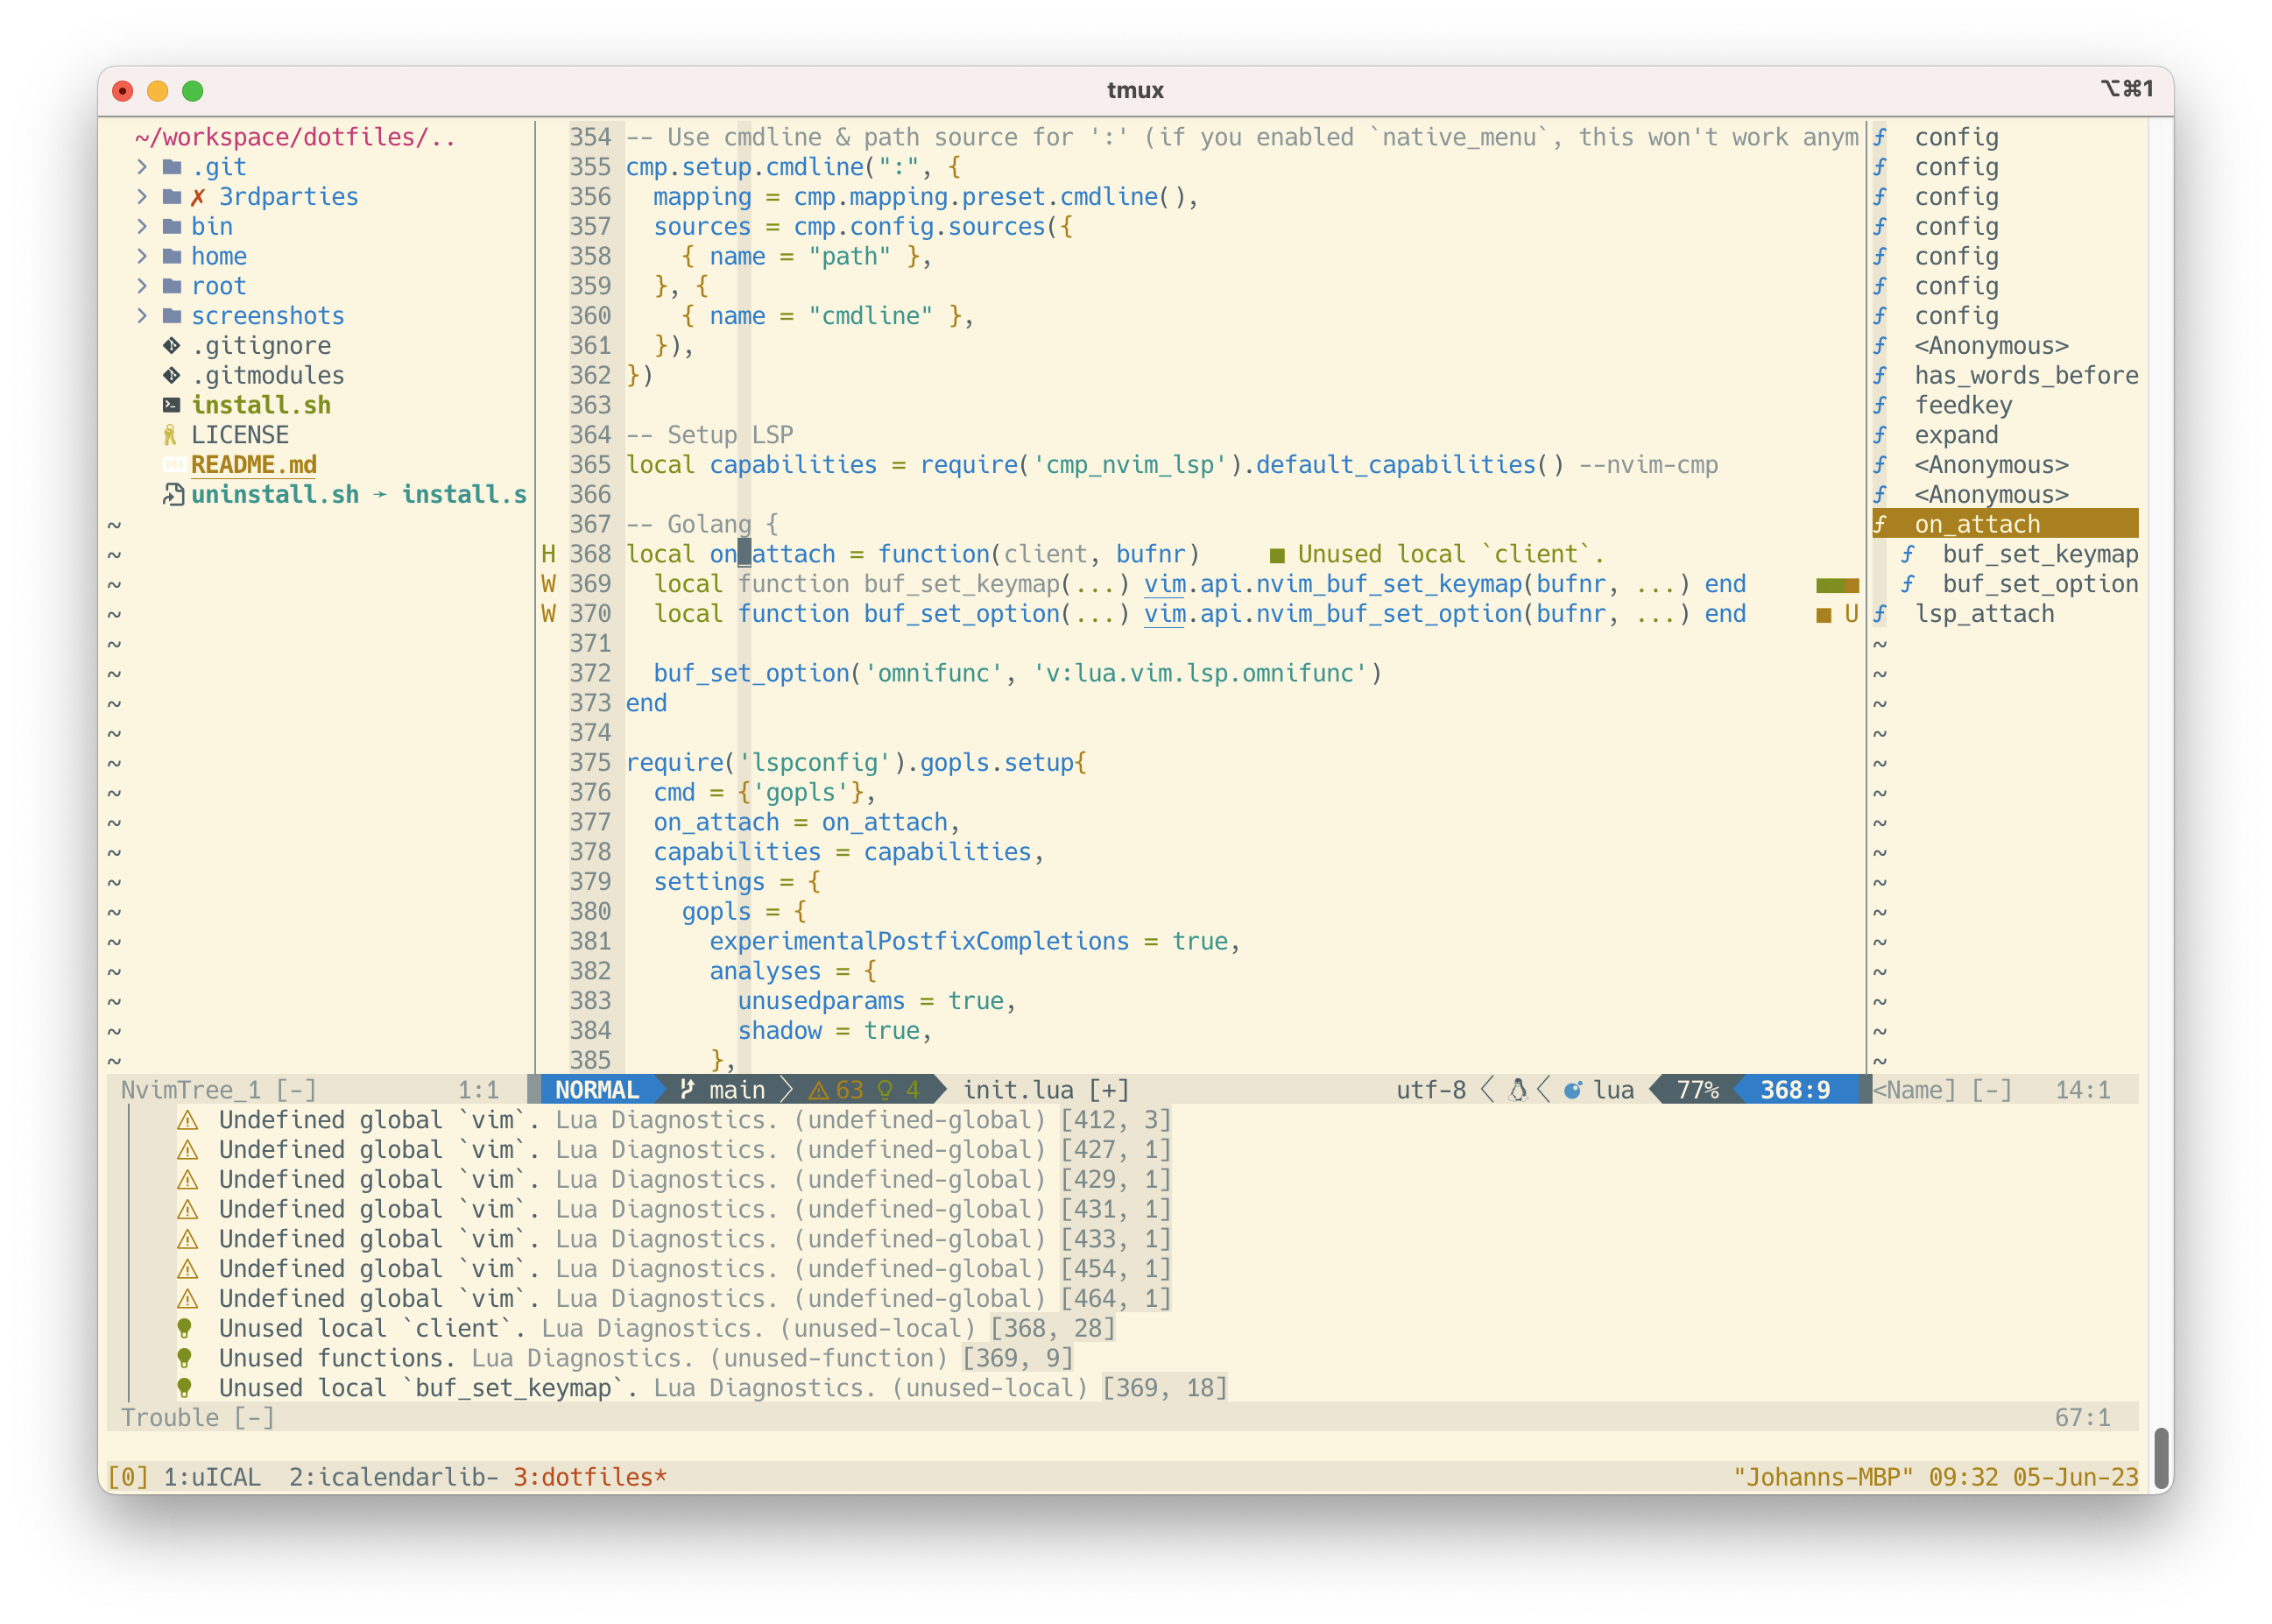 tmux
⌥⌘1
~/workspace/dotfiles/..
.git
✗ 3rdparties
bin
home
root
screenshots
.gitignore
.gitmodules
install.sh
LICENSE
README.md
uninstall.sh → install.s
354 -- Use cmdline & path source for ':' (if you enabled `native_menu`, this won't work anym
355 cmp.setup.cmdline(":", {
356   mapping = cmp.mapping.preset.cmdline(),
357   sources = cmp.config.sources({
358     { name = "path" },
359   }, {
360     { name = "cmdline" },
361   }),
362 })
363
364 -- Setup LSP
365 local capabilities = require('cmp_nvim_lsp').default_capabilities() --nvim-cmp
366
367 -- Golang {
H 368 local on_attach = function(client, bufnr)     ■ Unused local `client`.
W 369   local function buf_set_keymap(...) vim.api.nvim_buf_set_keymap(bufnr, ...) end     ■■■
W 370   local function buf_set_option(...) vim.api.nvim_buf_set_option(bufnr, ...) end     ■ U
371
372   buf_set_option('omnifunc', 'v:lua.vim.lsp.omnifunc')
373 end
374
375 require('lspconfig').gopls.setup{
376   cmd = {'gopls'},
377   on_attach = on_attach,
378   capabilities = capabilities,
379   settings = {
380     gopls = {
381       experimentalPostfixCompletions = true,
382       analyses = {
383         unusedparams = true,
384         shadow = true,
385       },
f config
f config
f config
f config
f config
f config
f config
f <Anonymous>
f has_words_before
f feedkey
f expand
f <Anonymous>
f <Anonymous>
f on_attach
f buf_set_keymap
f buf_set_option
f lsp_attach
NvimTree_1 [-] 1:1
NORMAL main 63 4 init.lua [+] utf-8 lua 77% 368:9
<Name] [-] 14:1
Undefined global `vim`. Lua Diagnostics. (undefined-global) [412, 3]
Undefined global `vim`. Lua Diagnostics. (undefined-global) [427, 1]
Undefined global `vim`. Lua Diagnostics. (undefined-global) [429, 1]
Undefined global `vim`. Lua Diagnostics. (undefined-global) [431, 1]
Undefined global `vim`. Lua Diagnostics. (undefined-global) [433, 1]
Undefined global `vim`. Lua Diagnostics. (undefined-global) [454, 1]
Undefined global `vim`. Lua Diagnostics. (undefined-global) [464, 1]
Unused local `client`. Lua Diagnostics. (unused-local) [368, 28]
Unused functions. Lua Diagnostics. (unused-function) [369, 9]
Unused local `buf_set_keymap`. Lua Diagnostics. (unused-local) [369, 18]
Trouble [-] 67:1
[0] 1:uICAL  2:icalendarlib- 3:dotfiles* "Johanns-MBP" 09:32 05-Jun-23